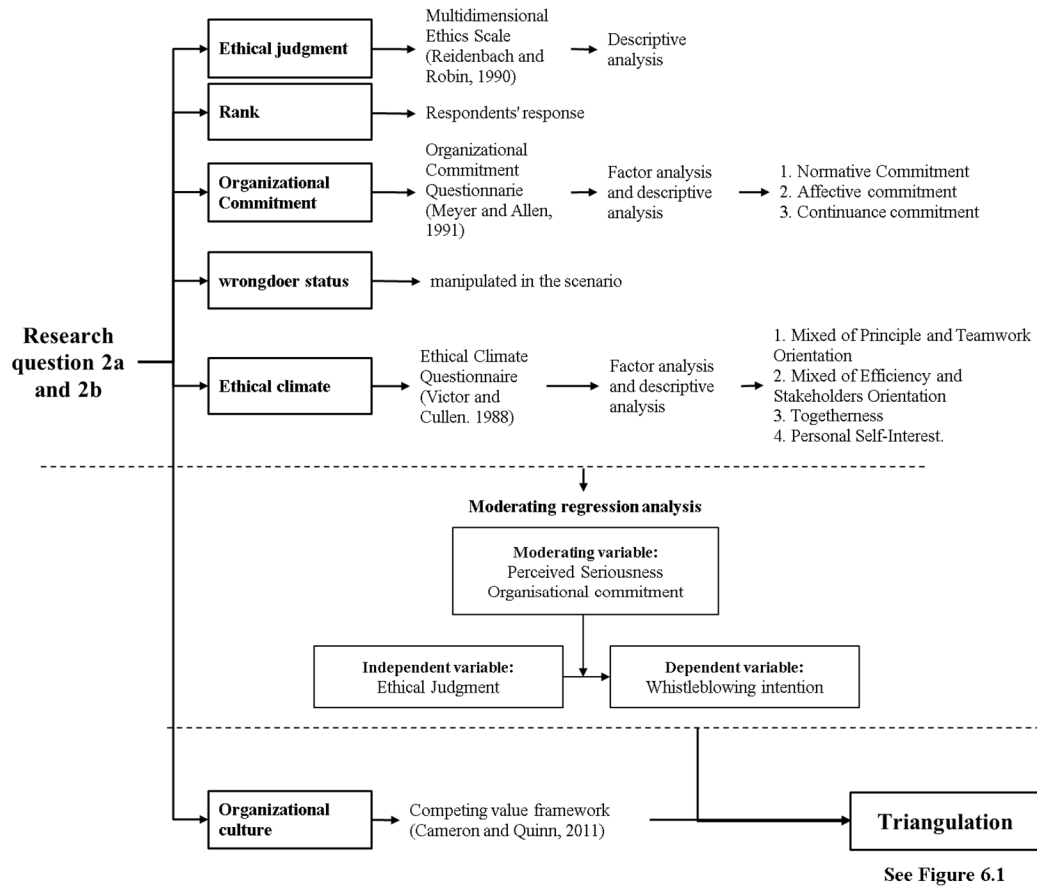 Ethical judgment
Multidimensional
Ethics Scale
(Reidenbach and
Robin, 1990)
Descriptive
analysis
Rank
Respondents' response
Organizational
Commitment
Organizational
Commitment
Questionnarie
(Meyer and Allen,
1991)
Factor analysis
and descriptive
analysis
1. Normative Commitment
2. Affective commitment
3. Continuance commitment
wrongdoer status
manipulated in the scenario
Research
question 2a
and 2b
Ethical climate
Ethical Climate
Questionnaire
(Victor and
Cullen. 1988)
Factor analysis
and descriptive
analysis
1. Mixed of Principle and Teamwork
Orientation
2. Mixed of Efficiency and
Stakeholders Orientation
3. Togetherness
4. Personal Self-Interest.
Moderating regression analysis
Moderating variable:
Perceived Seriousness
Organisational commitment
Independent variable:
Ethical Judgment
Dependent variable:
Whistleblowing intention
Organizational
culture
Competing value framework
(Cameron and Quinn, 2011)
Triangulation
See Figure 6.1